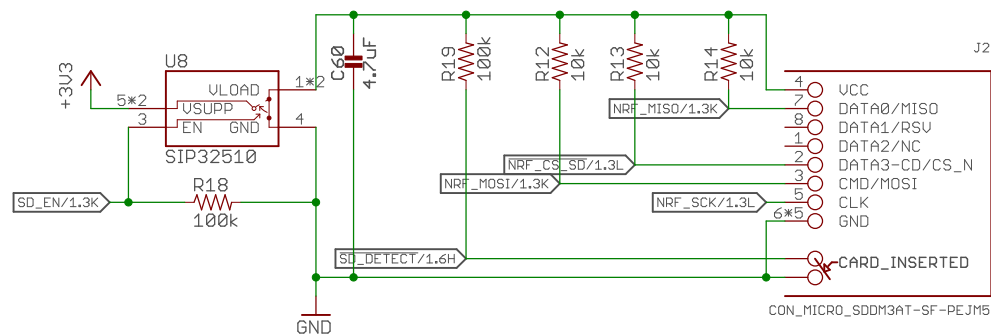 +3V3
U8
VLOAD
1*2
5*2
VSUPP
3
EN
GND
4
SIP32510
SD_EN/1.3K
R18
100k
GND
C60
4.7uF
R19
100k
R12
10k
R13
10k
R14
10k
NRF_MISO/1.3K
NRF_CS_SD/1.3L
NRF_MOSI/1.3K
NRF_SCK/1.3L
SD_DETECT/1.6H
J2
4 VCC
7 DATA0/MISO
8 DATA1/RSV
1 DATA2/NC
2 DATA3-CD/CS_N
3 CMD/MOSI
5 CLK
6*5 GND
CARD_INSERTED
CON_MICRO_SDDM3AT-SF-PEJM5